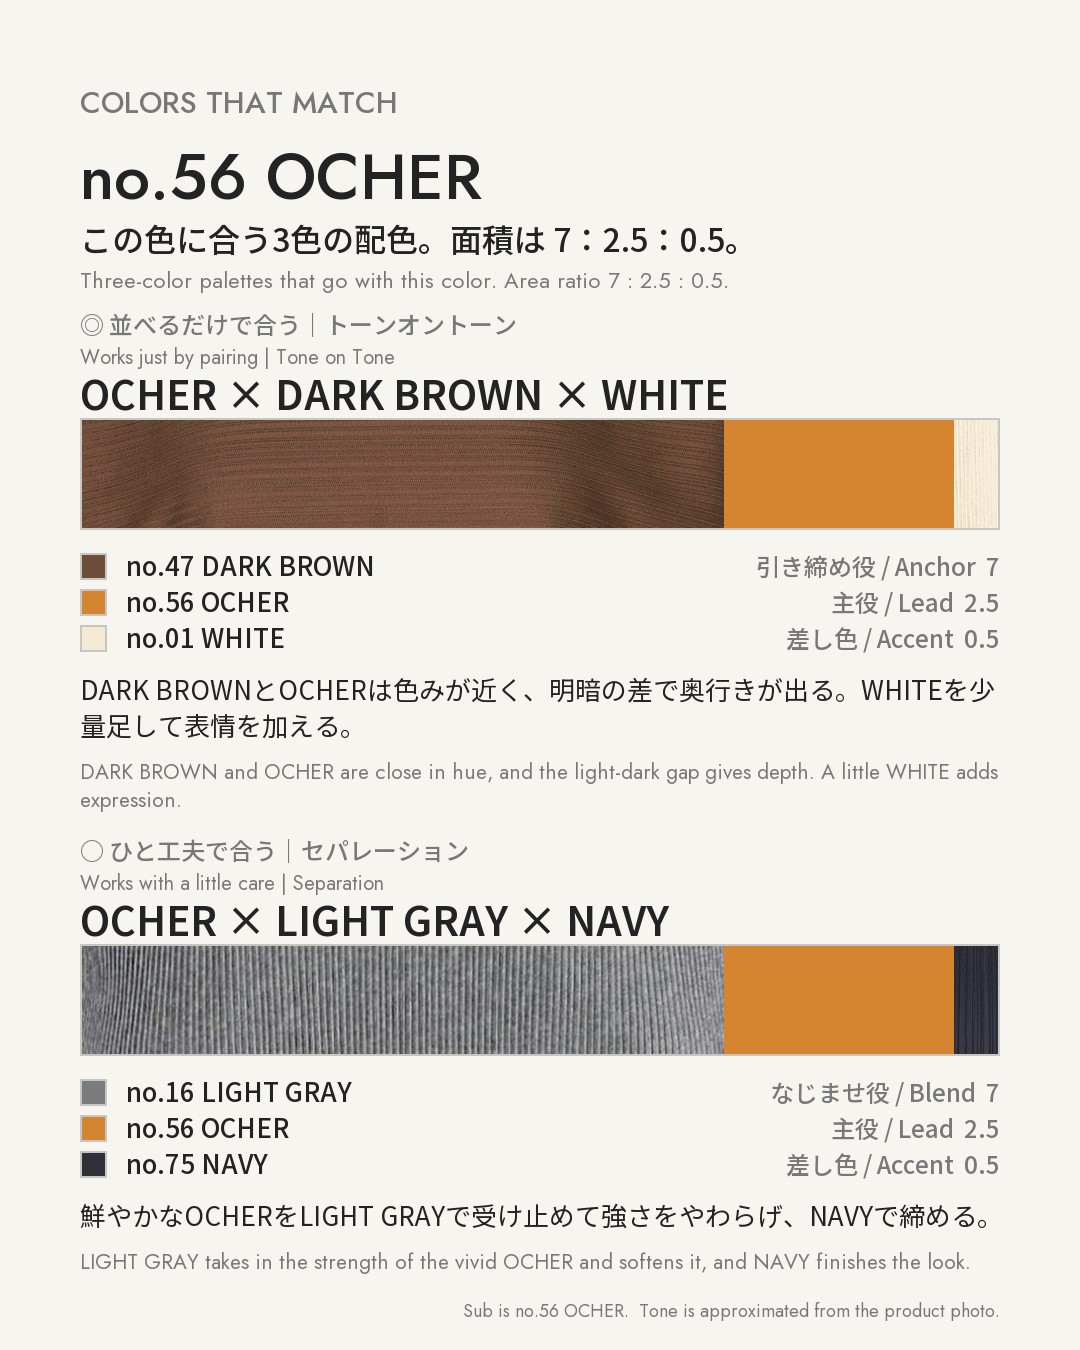 COLORS THAT MATCH
no.56 OCHER
この色に合う3色の配色。面積は 7：2.5：0.5。
Three-color palettes that go with this color. Area ratio 7 : 2.5 : 0.5.
◎ 並べるだけで合う｜トーンオントーン
Works just by pairing | Tone on Tone
OCHER × DARK BROWN × WHITE
no.47 DARK BROWN 引き締め役 / Anchor 7
no.56 OCHER 主役 / Lead 2.5
no.01 WHITE 差し色 / Accent 0.5
DARK BROWNとOCHERは色みが近く、明暗の差で奥行きが出る。WHITEを少
量足して表情を加える。
DARK BROWN and OCHER are close in hue, and the light-dark gap gives depth. A little WHITE adds
expression.
○ ひと工夫で合う｜セパレーション
Works with a little care | Separation
OCHER × LIGHT GRAY × NAVY
no.16 LIGHT GRAY なじませ役 / Blend 7
no.56 OCHER 主役 / Lead 2.5
no.75 NAVY 差し色 / Accent 0.5
鮮やかなOCHERをLIGHT GRAYで受け止めて強さをやわらげ、NAVYで締める。
LIGHT GRAY takes in the strength of the vivid OCHER and softens it, and NAVY finishes the look.
Sub is no.56 OCHER. Tone is approximated from the product photo.